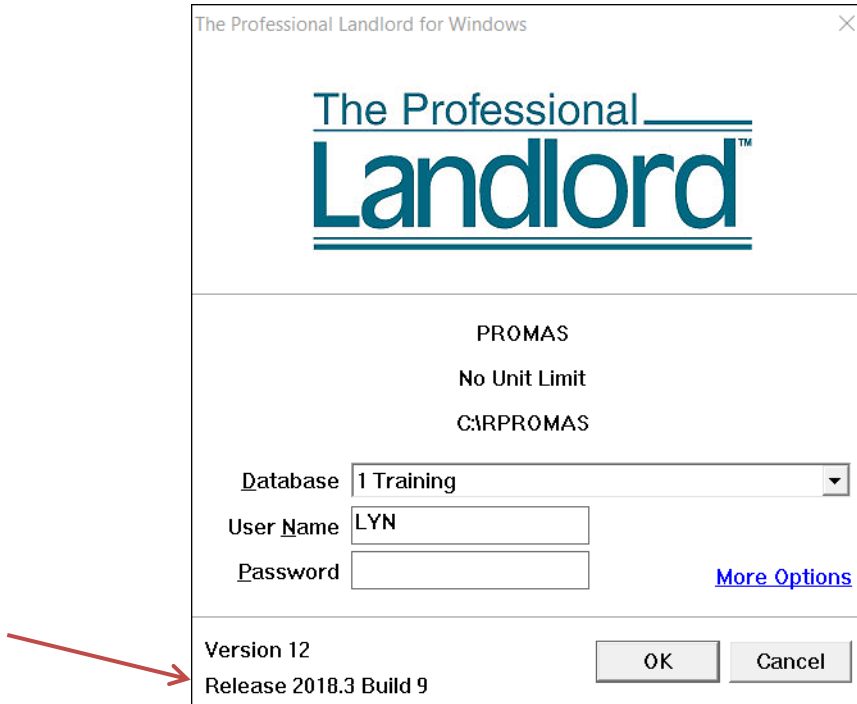 The Professional Landlord for Windows
The Professional
Landlord™
PROMAS
No Unit Limit
C:\RPROMAS
Database 1 Training
User Name LYN
Password
More Options
Version 12
Release 2018.3 Build 9
OK Cancel